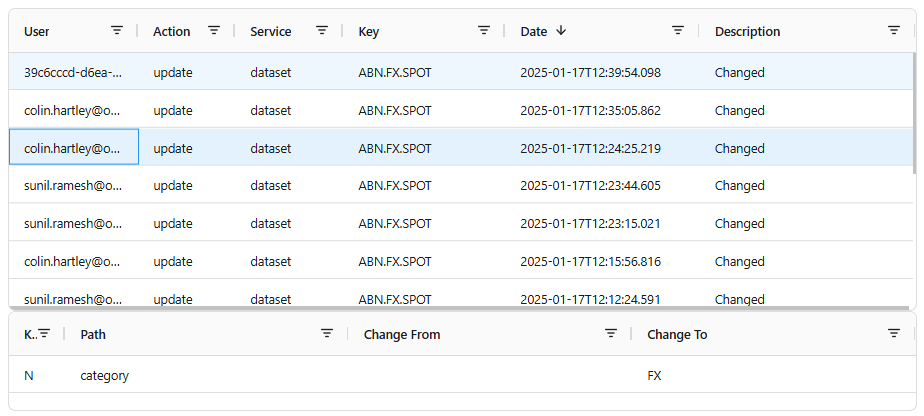 User Action Service Key Date ↓ Description
39c6cccd-d6ea-... update dataset ABN.FX.SPOT 2025-01-17T12:39:54.098 Changed
colin.hartley@o... update dataset ABN.FX.SPOT 2025-01-17T12:35:05.862 Changed
colin.hartley@o... update dataset ABN.FX.SPOT 2025-01-17T12:24:25.219 Changed
sunil.ramesh@o... update dataset ABN.FX.SPOT 2025-01-17T12:23:44.605 Changed
sunil.ramesh@o... update dataset ABN.FX.SPOT 2025-01-17T12:23:15.021 Changed
colin.hartley@o... update dataset ABN.FX.SPOT 2025-01-17T12:15:56.816 Changed
sunil.ramesh@o... update dataset ABN.FX.SPOT 2025-01-17T12:12:24.591 Changed
K.. Path Change From Change To
N category FX